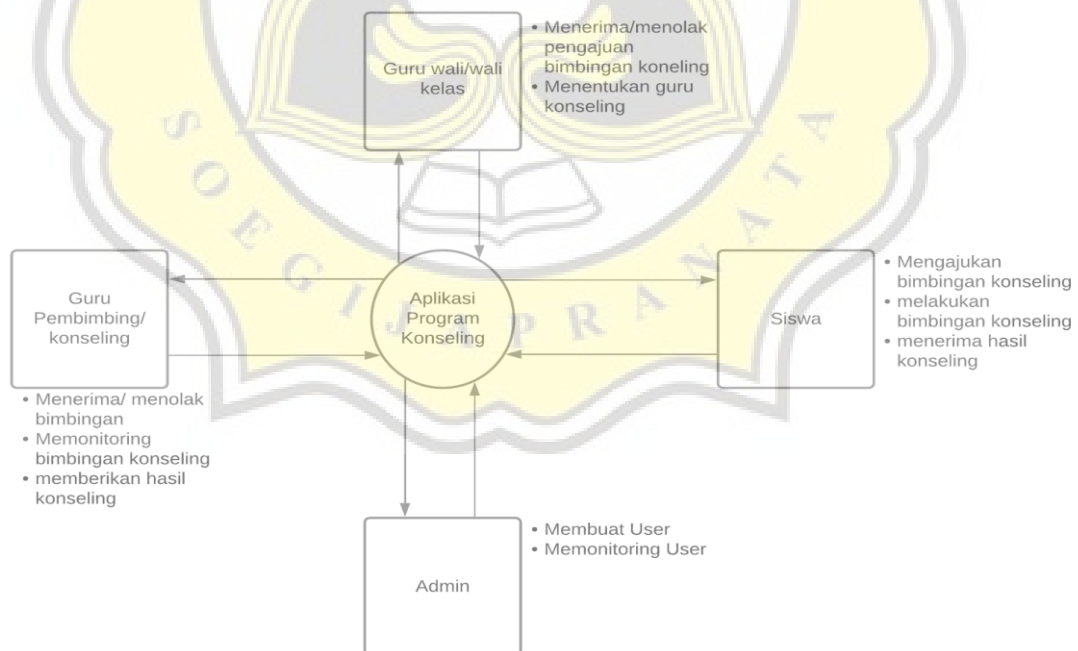 Guru wali/wali
kelas
• Menerima/menolak
pengajuan
bimbingan koneling
• Menentukan guru
konseling
Guru
Pembimbing/
konseling
• Menerima/ menolak
bimbingan
• Memonitoring
bimbingan konseling
• memberikan hasil
konseling
Aplikasi
Program
Konseling
Siswa
• Mengajukan
bimbingan konseling
• melakukan
bimbingan konseling
• menerima hasil
konseling
Admin
• Membuat User
• Memonitoring User
SOEGIJAPRANATA